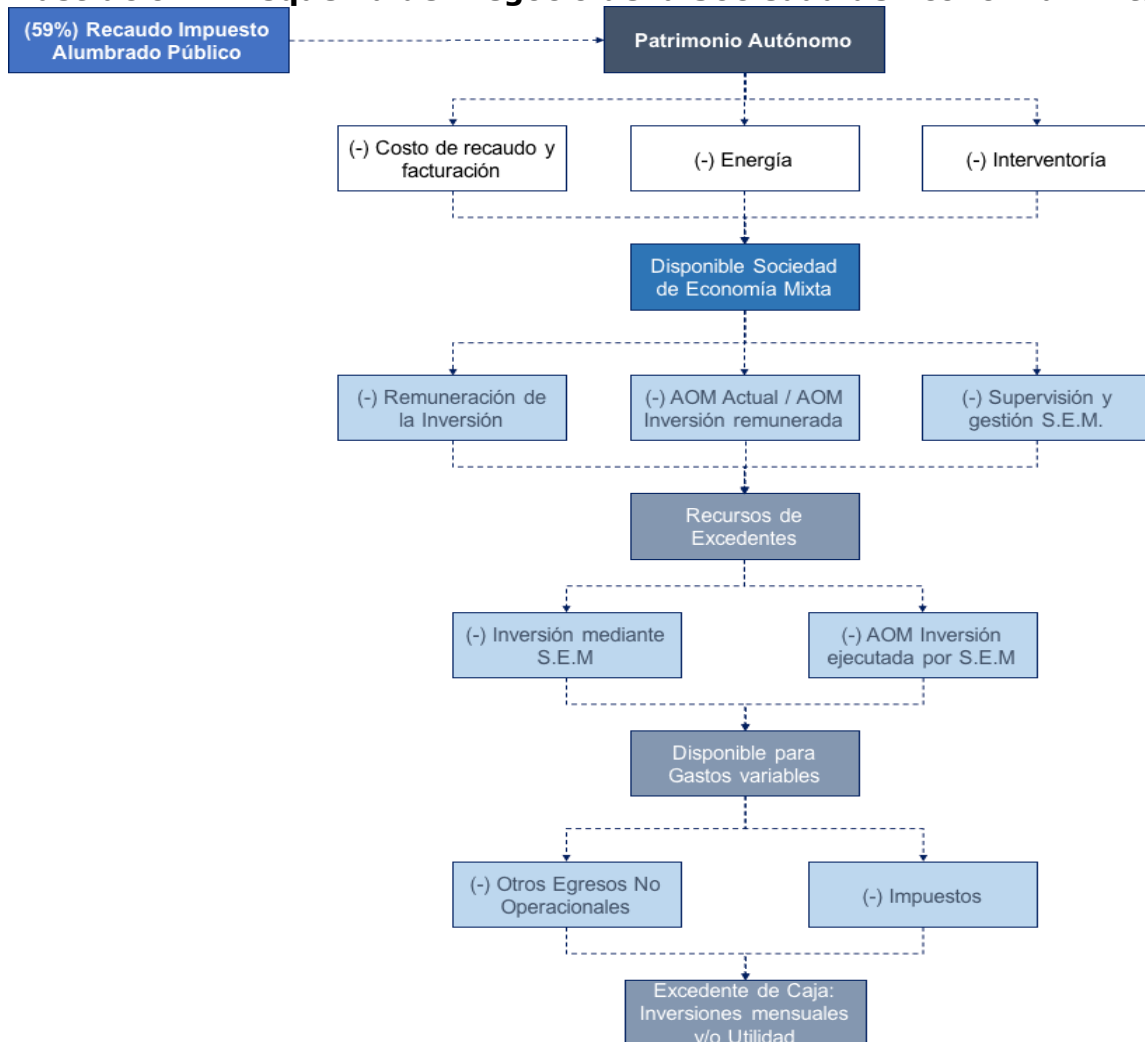 (59%) Recaudo Impuesto
Alumbrado Público
Patrimonio Autónomo
(-) Costo de recaudo y
facturación
(-) Energía
(-) Interventoría
Disponible Sociedad
de Economía Mixta
(-) Remuneración de
la Inversión
(-) AOM Actual / AOM
Inversión remunerada
(-) Supervisión y
gestión S.E.M.
Recursos de
Excedentes
(-) Inversión mediante
S.E.M
(-) AOM Inversión
ejecutada por S.E.M
Disponible para
Gastos variables
(-) Otros Egresos No
Operacionales
(-) Impuestos
Excedente de Caja:
Inversiones mensuales
y/o Utilidad